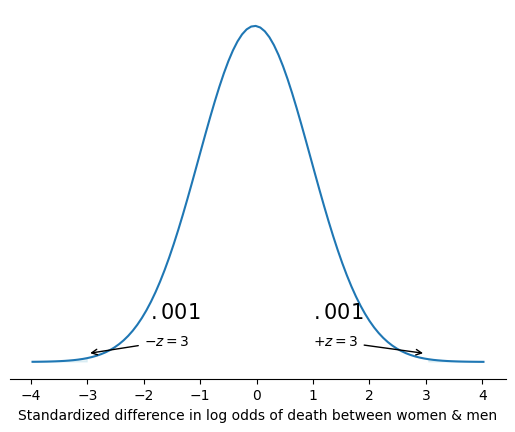 .001 .001
−z = 3 +z = 3
−4 −3 −2 −1 0 1 2 3 4
Standardized difference in log odds of death between women & men